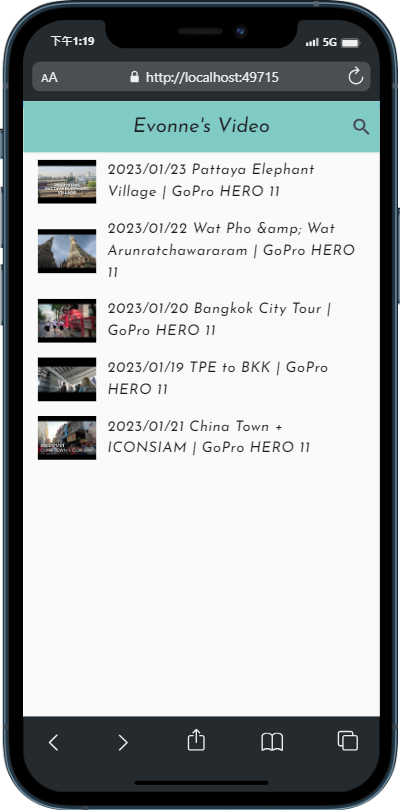 下午1:19
5G
AA
http://localhost:49715
Evonne's Video
2023/01/23 Pattaya Elephant
Village | GoPro HERO 11
2023/01/22 Wat Pho &amp; Wat
Arunratchawararam | GoPro HERO
11
2023/01/20 Bangkok City Tour |
GoPro HERO 11
2023/01/19 TPE to BKK | GoPro
HERO 11
2023/01/21 China Town +
ICONSIAM | GoPro HERO 11